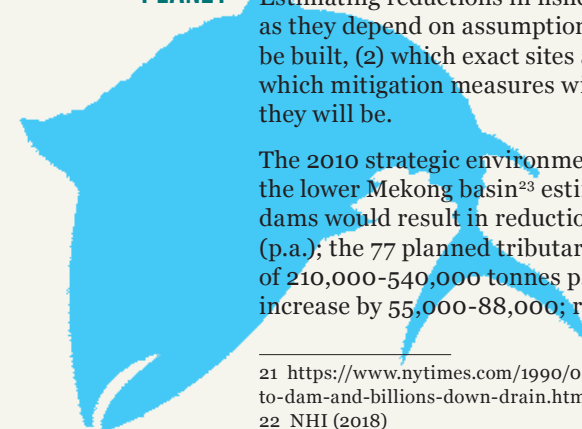 PLANET
as they depend on assumption
be built, (2) which exact sites
which mitigation measures
they will be.
The 2010 strategic environme
the lower Mekong basin²³
dams would result in reductio
(p.a.); the 77 planned tributar
of 210,000-540,000 tonnes p
increase by 55,000-88,000;
21 https://www.nytimes.com/1990/0
to-dam-and-billions-down-drain.htm
22 NHI (2018)